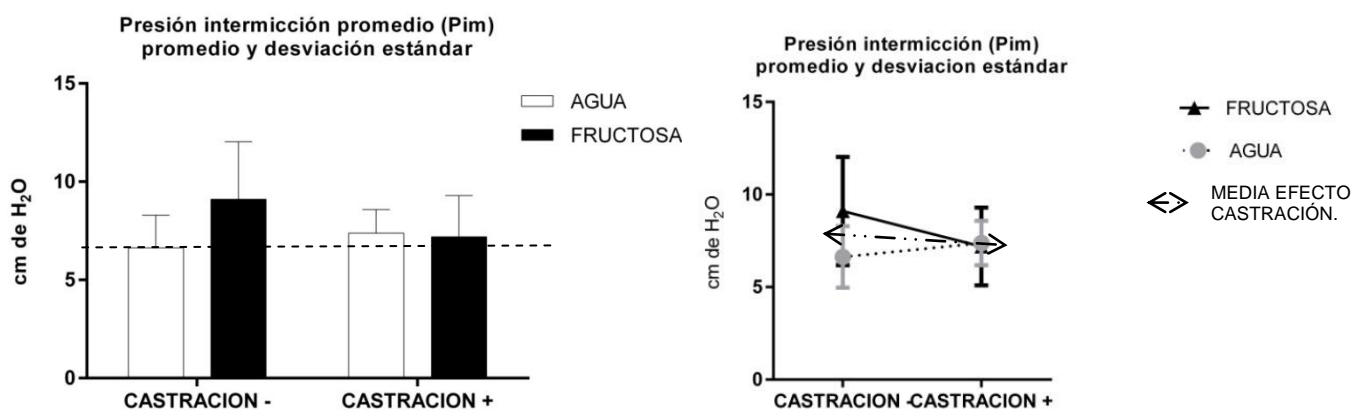 Presión intermicción promedio (Pim)
promedio y desviación estándar
15
10
5
0
cm de H₂O
AGUA
FRUCTOSA
CASTRACION -
CASTRACION +
Presión intermicción (Pim)
promedio y desviacion estándar
15
10
5
0
cm de H₂O
FRUCTOSA
AGUA
MEDIA EFECTO
CASTRACIÓN.
CASTRACION -CASTRACION +